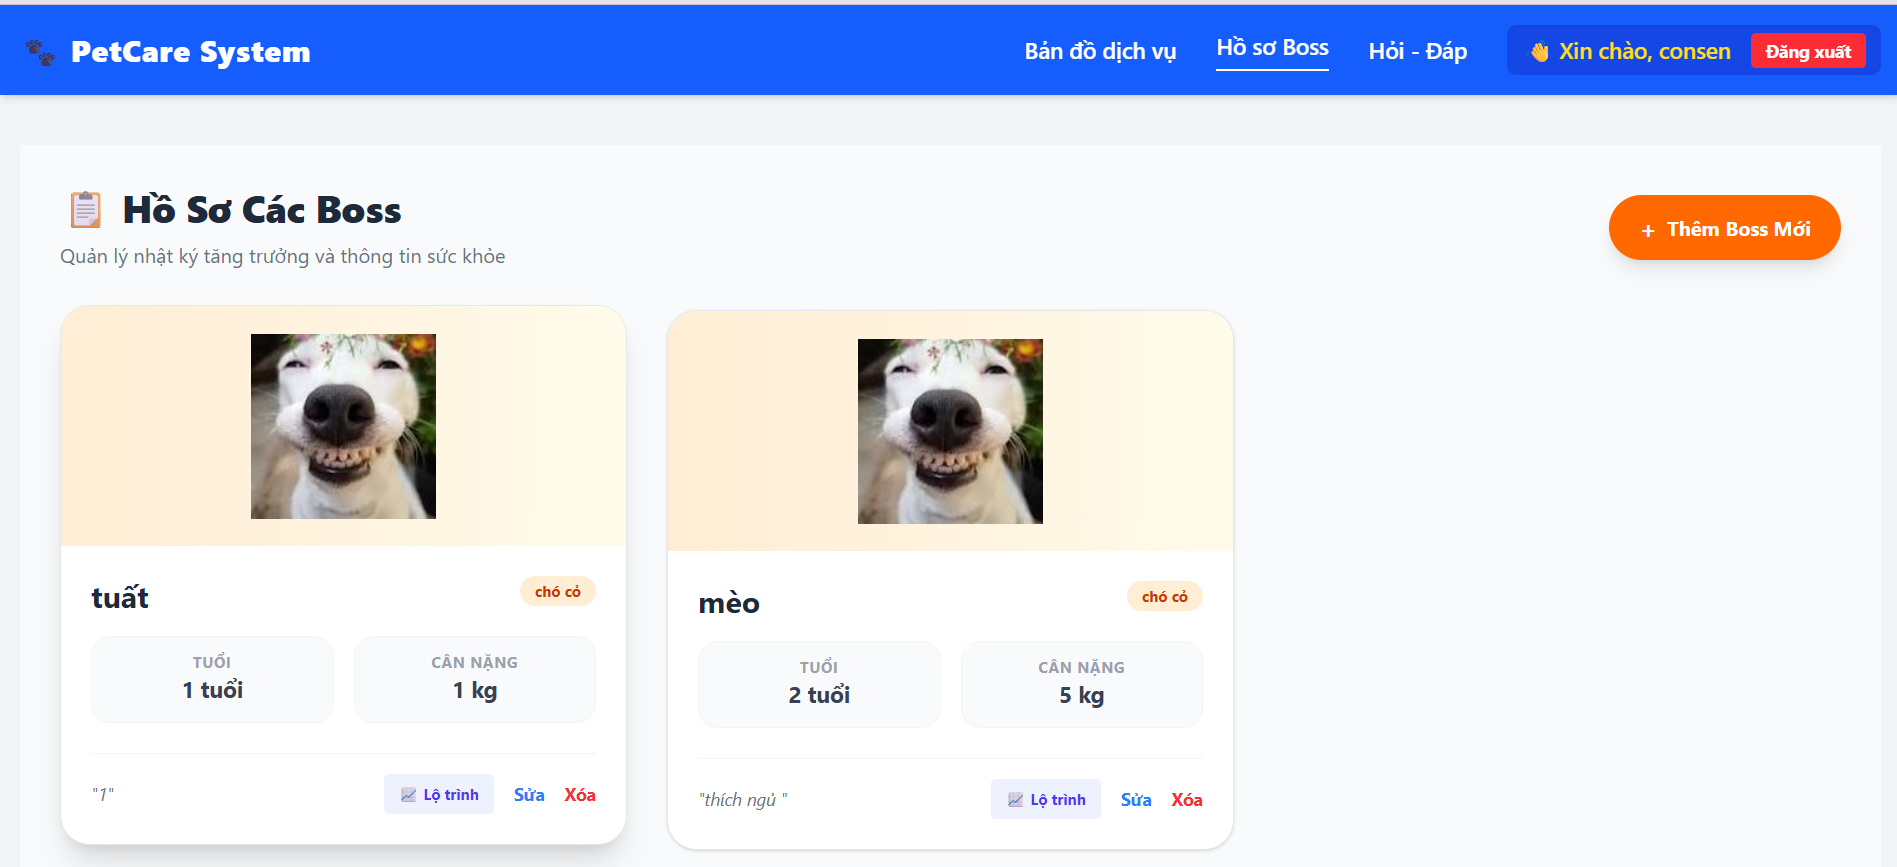 PetCare System
Bản đồ dịch vụ
Hồ sơ Boss
Hỏi - Đáp
Xin chào, consen
Đăng xuất
Hồ Sơ Các Boss
Quản lý nhật ký tăng trưởng và thông tin sức khỏe
+ Thêm Boss Mới
tuất
chó cỏ
TUỔI
1 tuổi
CÂN NẶNG
1 kg
"1"
Lộ trình
Sửa
Xóa
mèo
chó cỏ
TUỔI
2 tuổi
CÂN NẶNG
5 kg
"thích ngủ "
Lộ trình
Sửa
Xóa